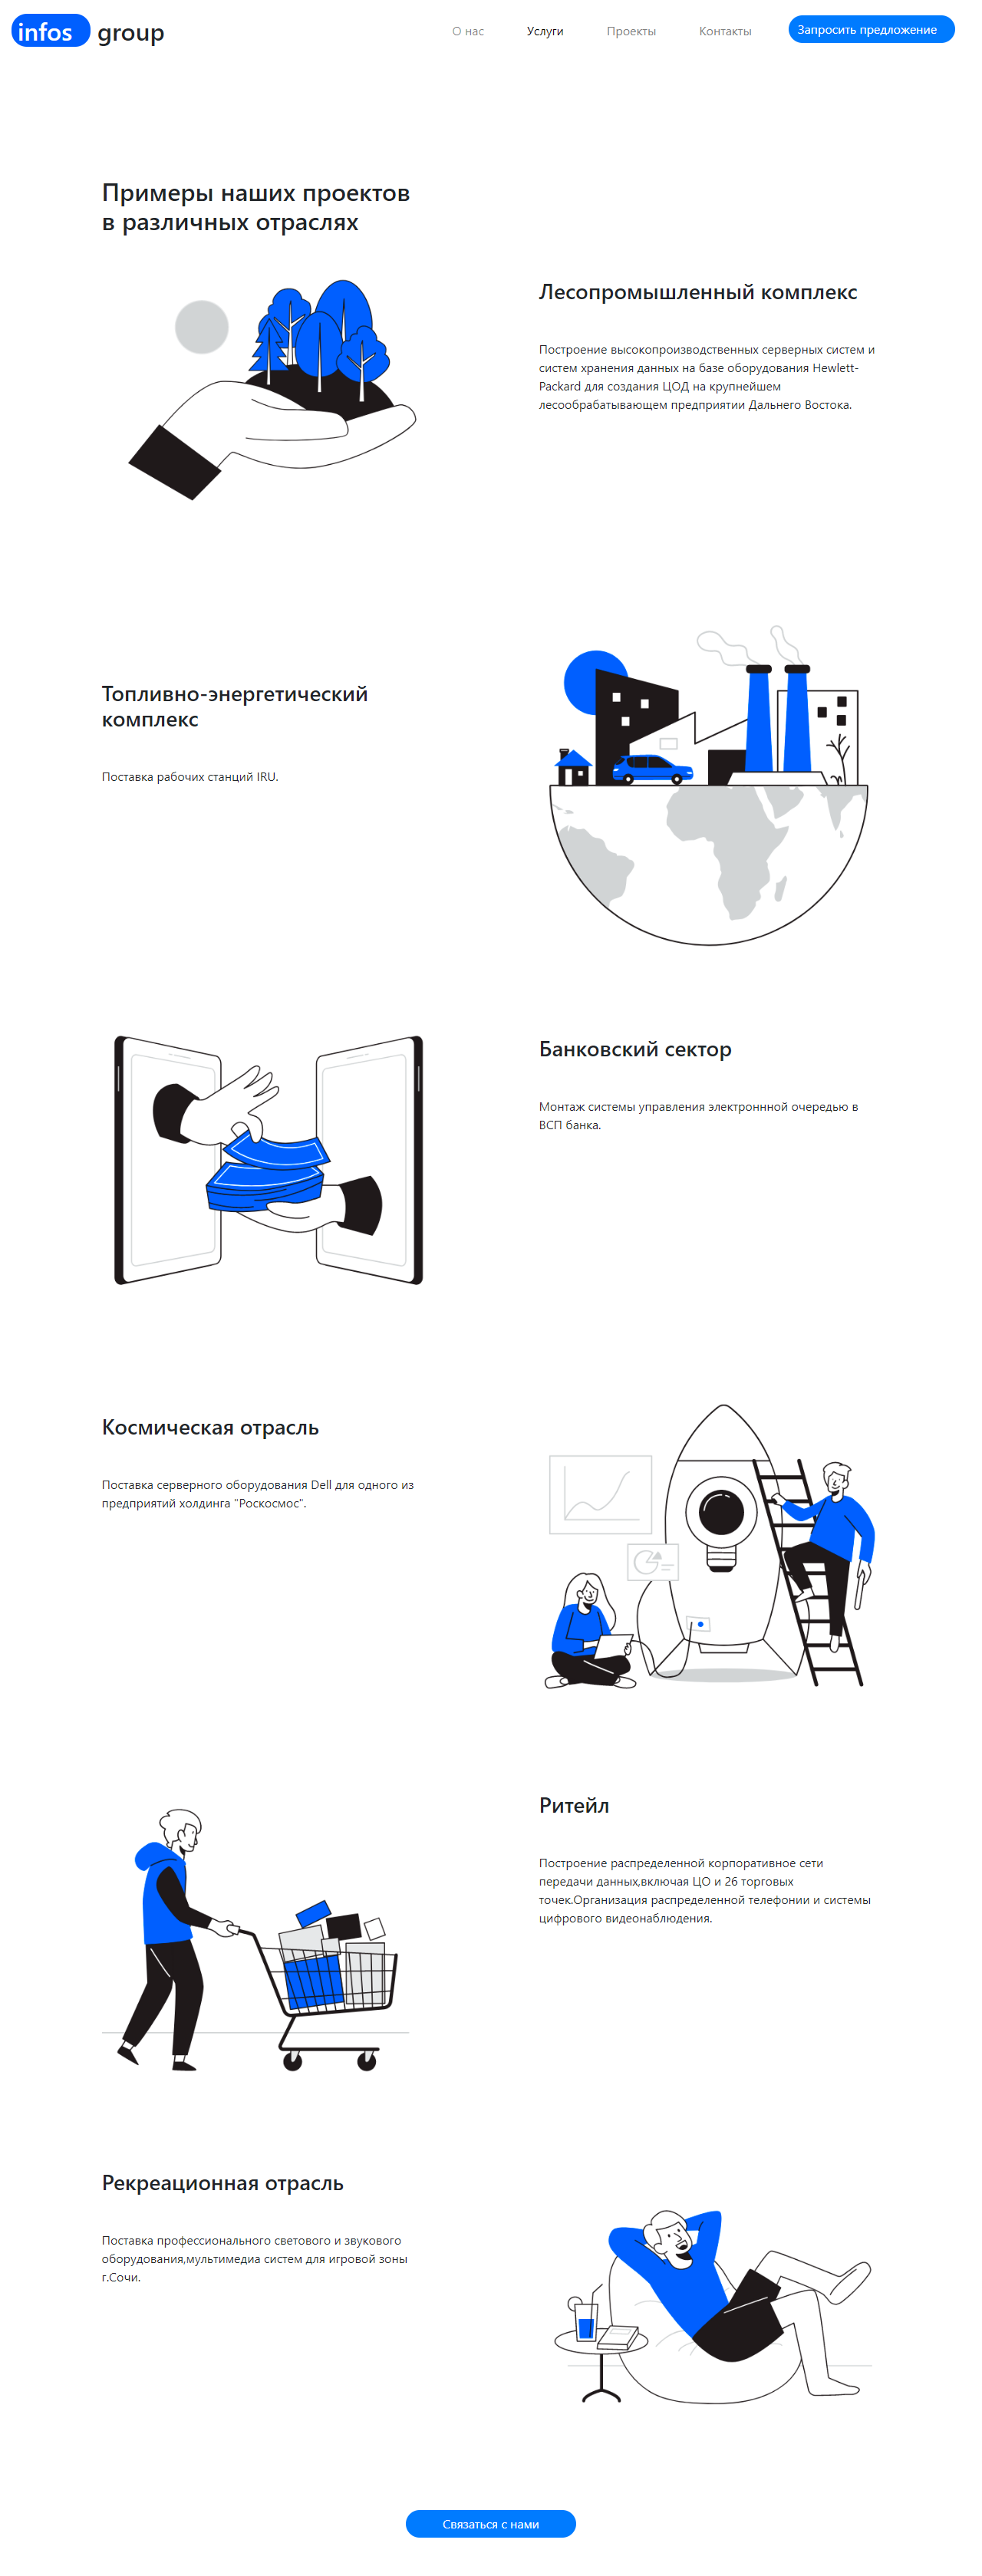 infos group
О нас Услуги Проекты Контакты Запросить предложение
Примеры наших проектов
в различных отраслях
Лесопромышленный комплекс
Построение высокопроизводственных серверных систем и
систем хранения данных на базе оборудования Hewlett-
Packard для создания ЦОД на крупнейшем
лесообрабатывающем предприятии Дальнего Востока.
Топливно-энергетический
комплекс
Поставка рабочих станций IRU.
Банковский сектор
Монтаж системы управления электроннной очередью в
ВСП банка.
Космическая отрасль
Поставка серверного оборудования Dell для одного из
предприятий холдинга "Роскосмос".
Ритейл
Построение распределенной корпоративное сети
передачи данных,включая ЦО и 26 торговых
точек.Организация распределенной телефонии и системы
цифрового видеонаблюдения.
Рекреационная отрасль
Поставка профессионального светового и звукового
оборудования,мультимедиа систем для игровой зоны
г.Сочи.
Связаться с нами